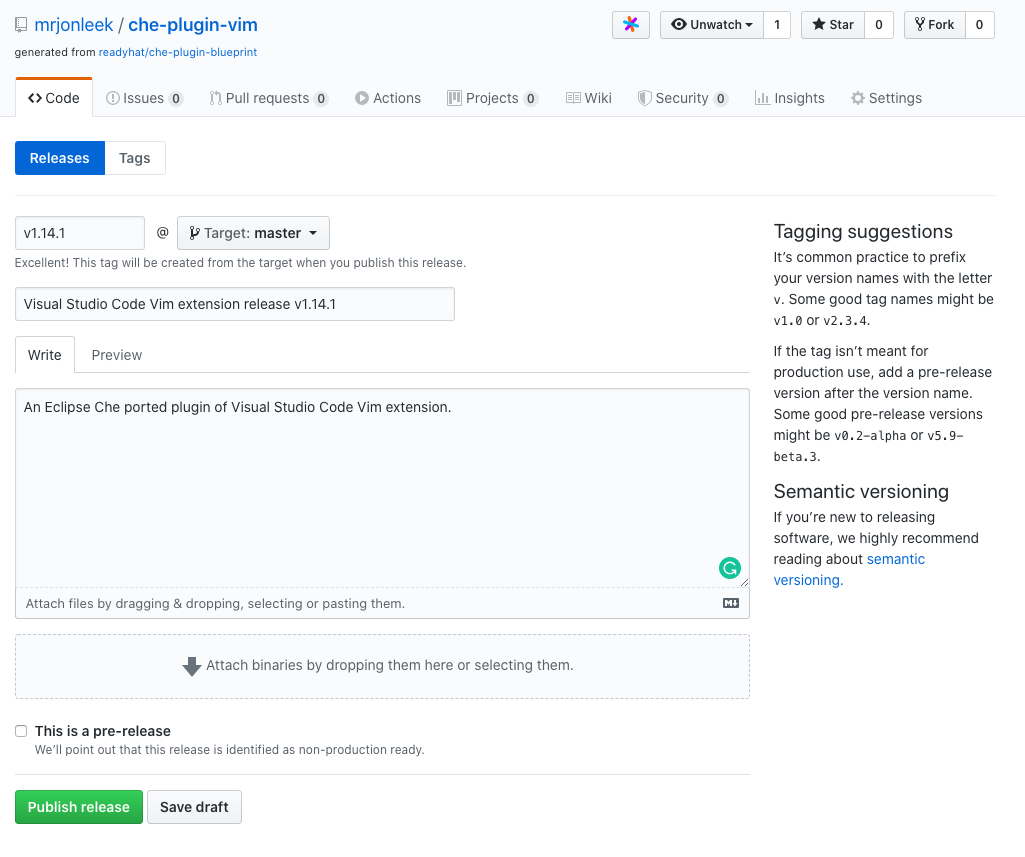 mrjonleek / che-plugin-vim
Unwatch 1
Star 0
Fork 0
generated from readyhat/che-plugin-blueprint
Code
Issues 0
Pull requests 0
Actions
Projects 0
Wiki
Security 0
Insights
Settings
Releases
Tags
v1.14.1
@
Target: master
Excellent! This tag will be created from the target when you publish this release.
Visual Studio Code Vim extension release v1.14.1
Write
Preview
An Eclipse Che ported plugin of Visual Studio Code Vim extension.
Attach files by dragging & dropping, selecting or pasting them.
Attach binaries by dropping them here or selecting them.
This is a pre-release
We’ll point out that this release is identified as non-production ready.
Publish release
Save draft
Tagging suggestions
It’s common practice to prefix
your version names with the letter
v. Some good tag names might be
v1.0 or v2.3.4.
If the tag isn’t meant for
production use, add a pre-release
version after the version name.
Some good pre-release versions
might be v0.2-alpha or v5.9-
beta.3.
Semantic versioning
If you’re new to releasing
software, we highly recommend
reading about semantic
versioning.